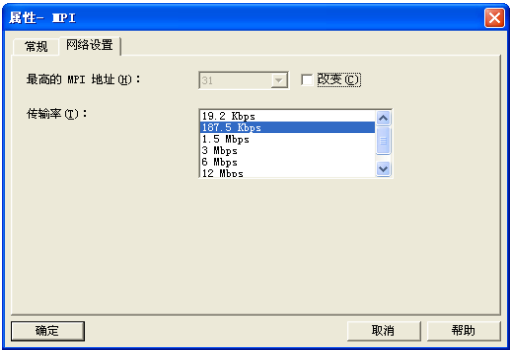 属性- MPI
常规 网络设置
最高的 MPI 地址(H)： 31 改变(C)
传输率(T)：
19.2 Kbps
187.5 Kbps
1.5 Mbps
3 Mbps
6 Mbps
12 Mbps
确定 取消 帮助